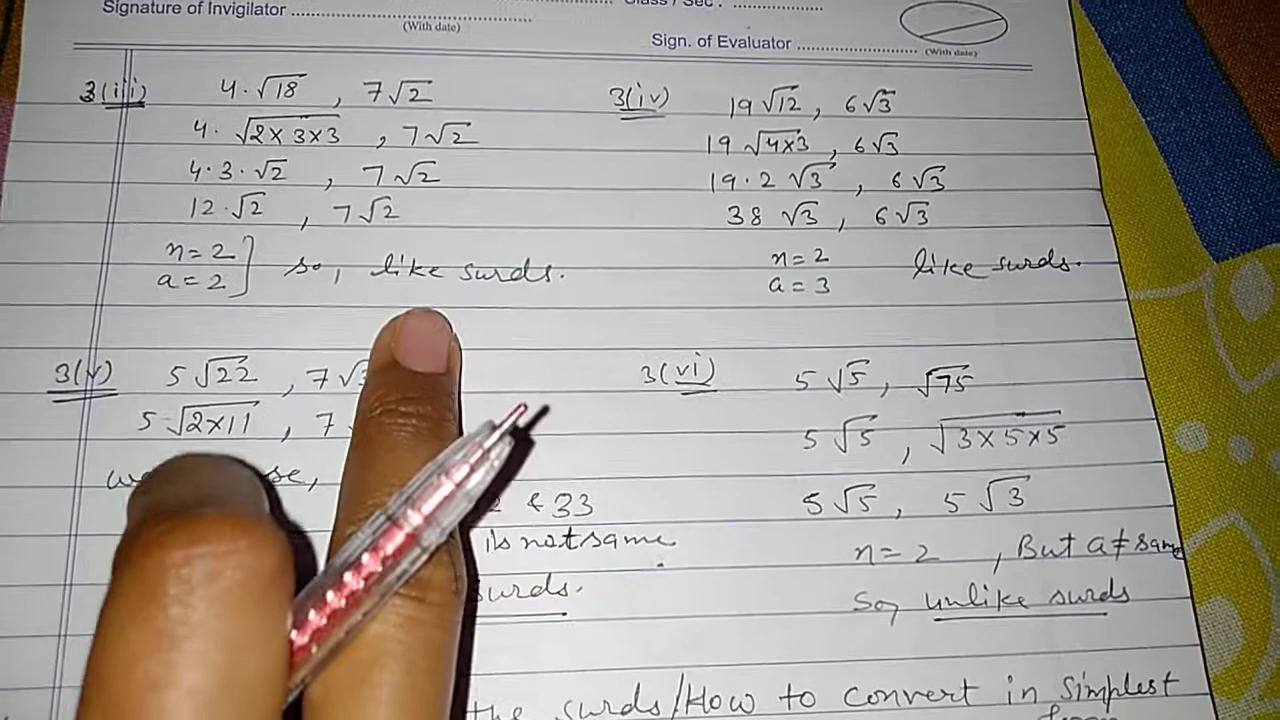 Signature of Invigilator
(With date)
Sign. of Evaluator
(With date)
3(iii) 4·√18 , 7√2
4· √2×3×3 , 7√2
4·3·√2 , 7√2
12·√2 , 7√2
n=2
a=2 so, like surds.
3(iv) 19√12 , 6√3
19 √4×3 , 6√3
19·2 √3 , 6√3
38 √3 , 6√3
n=2
a=3 like surds.
3(v) 5√22 , 7√3
5√2×11 , 7
& 33
is not same
surds.
3(vi) 5√5 , √75
5√5 , √3×5×5
5√5 , 5√3
n=2 , But a≠same
So, unlike surds
the surds/How to convert in simplest